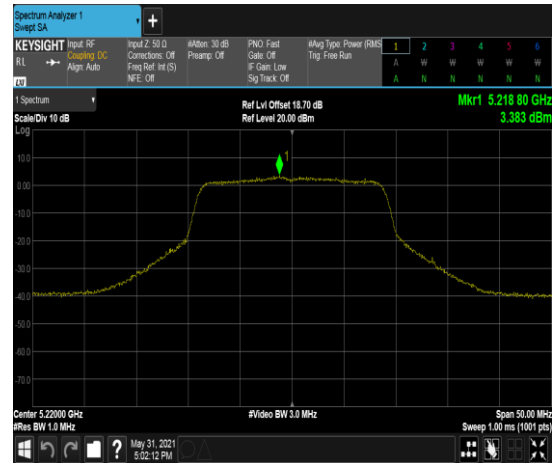 Spectrum Analyzer 1
Swept SA
+
KEYSIGHT Input: RF Input Z: 50 Ω #Atten: 30 dB PNO: Fast #Avg Type: Power (RMS 1 2 3 4 5 6
R L Coupling: DC Corrections: Off Preamp: Off Gate: Off Trig: Free Run A W W W W W
Align: Auto Freq Ref: Int (S) IF Gain: Low
NFE: Off Sig Track: Off A N N N N N
LXI
1 Spectrum
Ref Lvl Offset 18.70 dB Mkr1 5.218 80 GHz
Scale/Div 10 dB Ref Level 20.00 dBm 3.383 dBm
Log
1
10.0
0.00
-10.0
-20.0
-30.0
-40.0
-50.0
-60.0
-70.0
Center 5.22000 GHz #Video BW 3.0 MHz Span 50.00 MHz
#Res BW 1.0 MHz Sweep 1.00 ms (1001 pts)
? May 31, 2021
5:02:12 PM